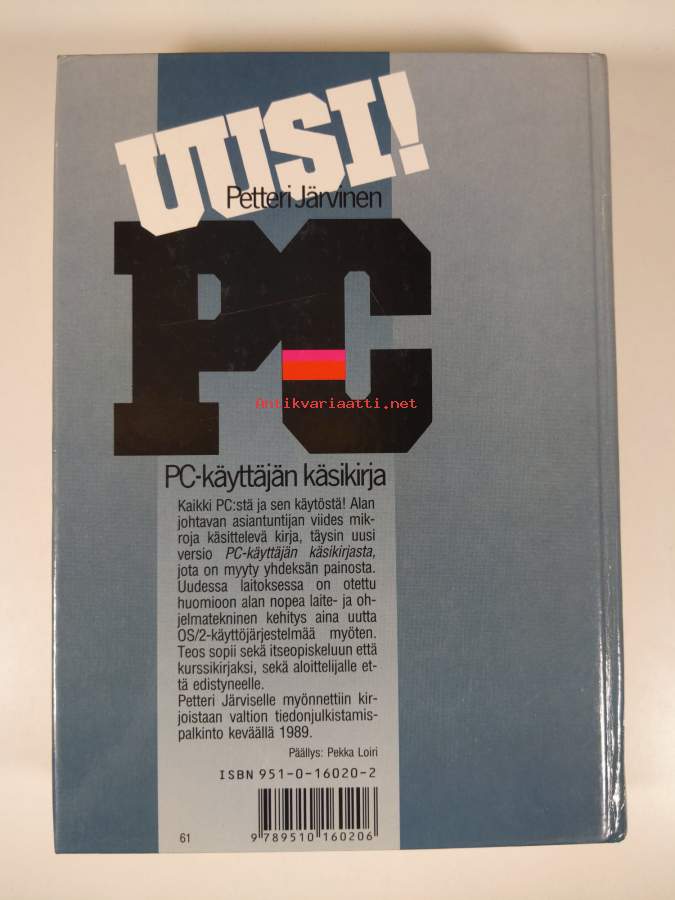 UUSI!
Petteri Järvinen
PC
Antikvariaatti.net
PC-käyttäjän käsikirja
Kaikki PC:stä ja sen käytöstä! Alan
johtavan asiantuntijan viides mik-
roja käsittelevä kirja, täysin uusi
versio PC-käyttäjän käsikirjasta,
jota on myyty yhdeksän painosta.
Uudessa laitoksessa on otettu
huomioon alan nopea laite- ja oh-
jelmatekninen kehitys aina uutta
OS/2-käyttöjärjestelmää myöten.
Teos sopii sekä itseopiskeluun että
kurssikirjaksi, sekä aloittelijalle et-
tä edistyneelle.
Petteri Järviselle myönnettiin kir-
joistaan valtion tiedonjulkistamis-
palkinto keväällä 1989.
Päällys: Pekka Loiri
ISBN 951-0-16020-2
61
9 789510 160206